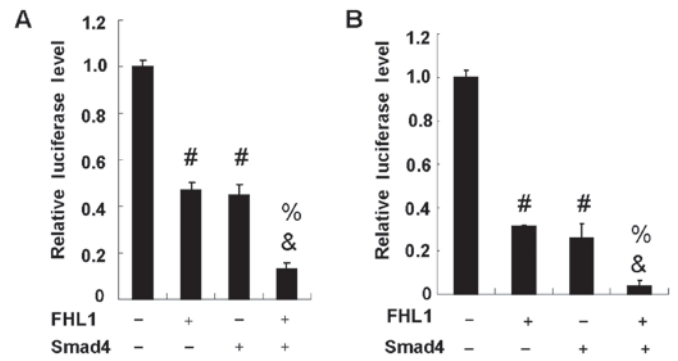 A
Relative luciferase level
1.2
1.0
0.8
0.6
0.4
0.2
0
#
#
%
&
FHL1 − + − +
Smad4 − − + +
B
Relative luciferase level
1.2
1.0
0.8
0.6
0.4
0.2
0
#
#
%
&
FHL1 − + − +
Smad4 − − + +